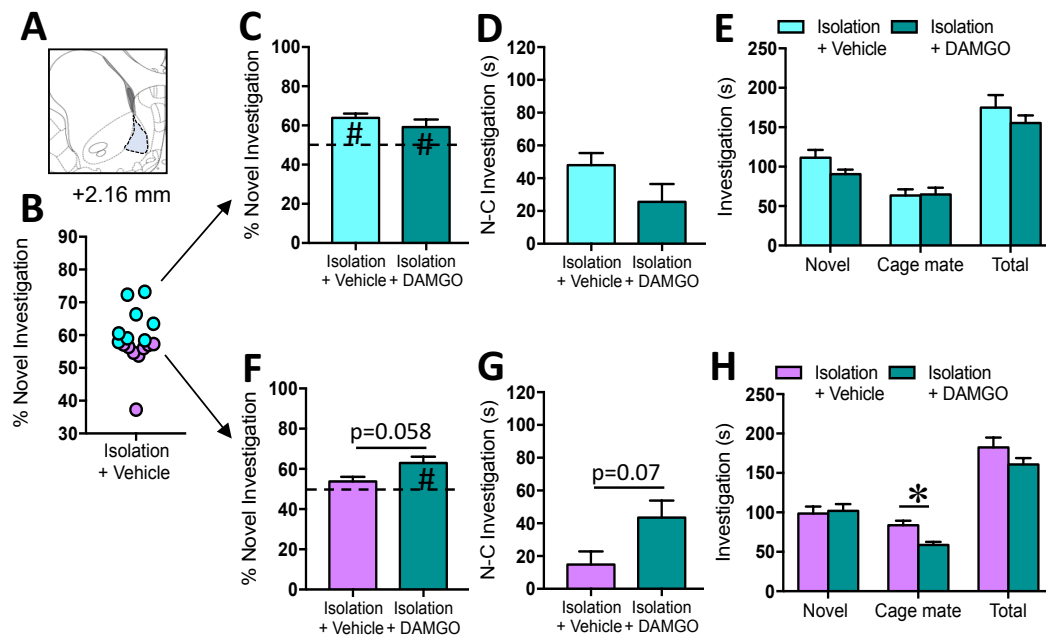 A
+2.16 mm
B
% Novel Investigation
90
80
70
60
50
40
30
Isolation
+ Vehicle
C
% Novel Investigation
100
80
60
40
20
0
#
#
Isolation Isolation
+ Vehicle + DAMGO
D
N-C Investigation (s)
120
100
80
60
40
20
0
Isolation Isolation
+ Vehicle + DAMGO
E
Isolation
+ Vehicle
Isolation
+ DAMGO
Investigation (s)
250
200
150
100
50
0
Novel Cage mate Total
F
% Novel Investigation
100
80
60
40
20
0
p=0.058
#
Isolation Isolation
+ Vehicle + DAMGO
G
N-C Investigation (s)
120
100
80
60
40
20
0
p=0.07
Isolation Isolation
+ Vehicle + DAMGO
H
Isolation
+ Vehicle
Isolation
+ DAMGO
Investigation (s)
250
200
150
100
50
0
*
Novel Cage mate Total